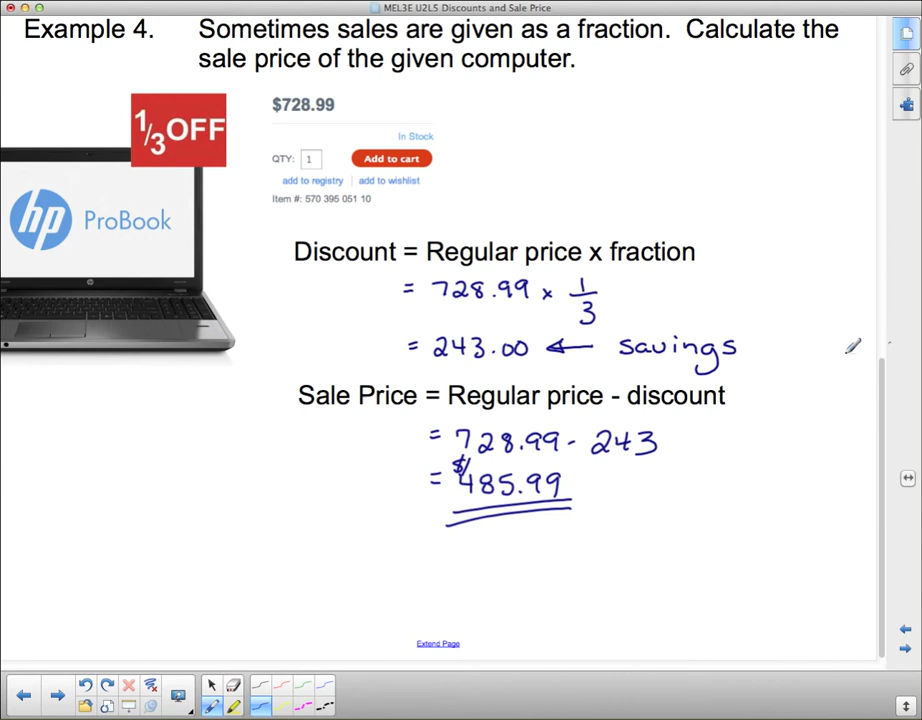 MEL3E U2L5 Discounts and Sale Price
Example 4. Sometimes sales are given as a fraction. Calculate the
sale price of the given computer.
1/3 OFF
$728.99
In Stock
QTY: 1 Add to cart
add to registry | add to wishlist
Item #: 570 395 051 10
hp ProBook
hp
Discount = Regular price x fraction
= 728.99 × 1/3
= 243.00 ← savings
Sale Price = Regular price - discount
= 728.99 - 243
= $485.99
Extend Page